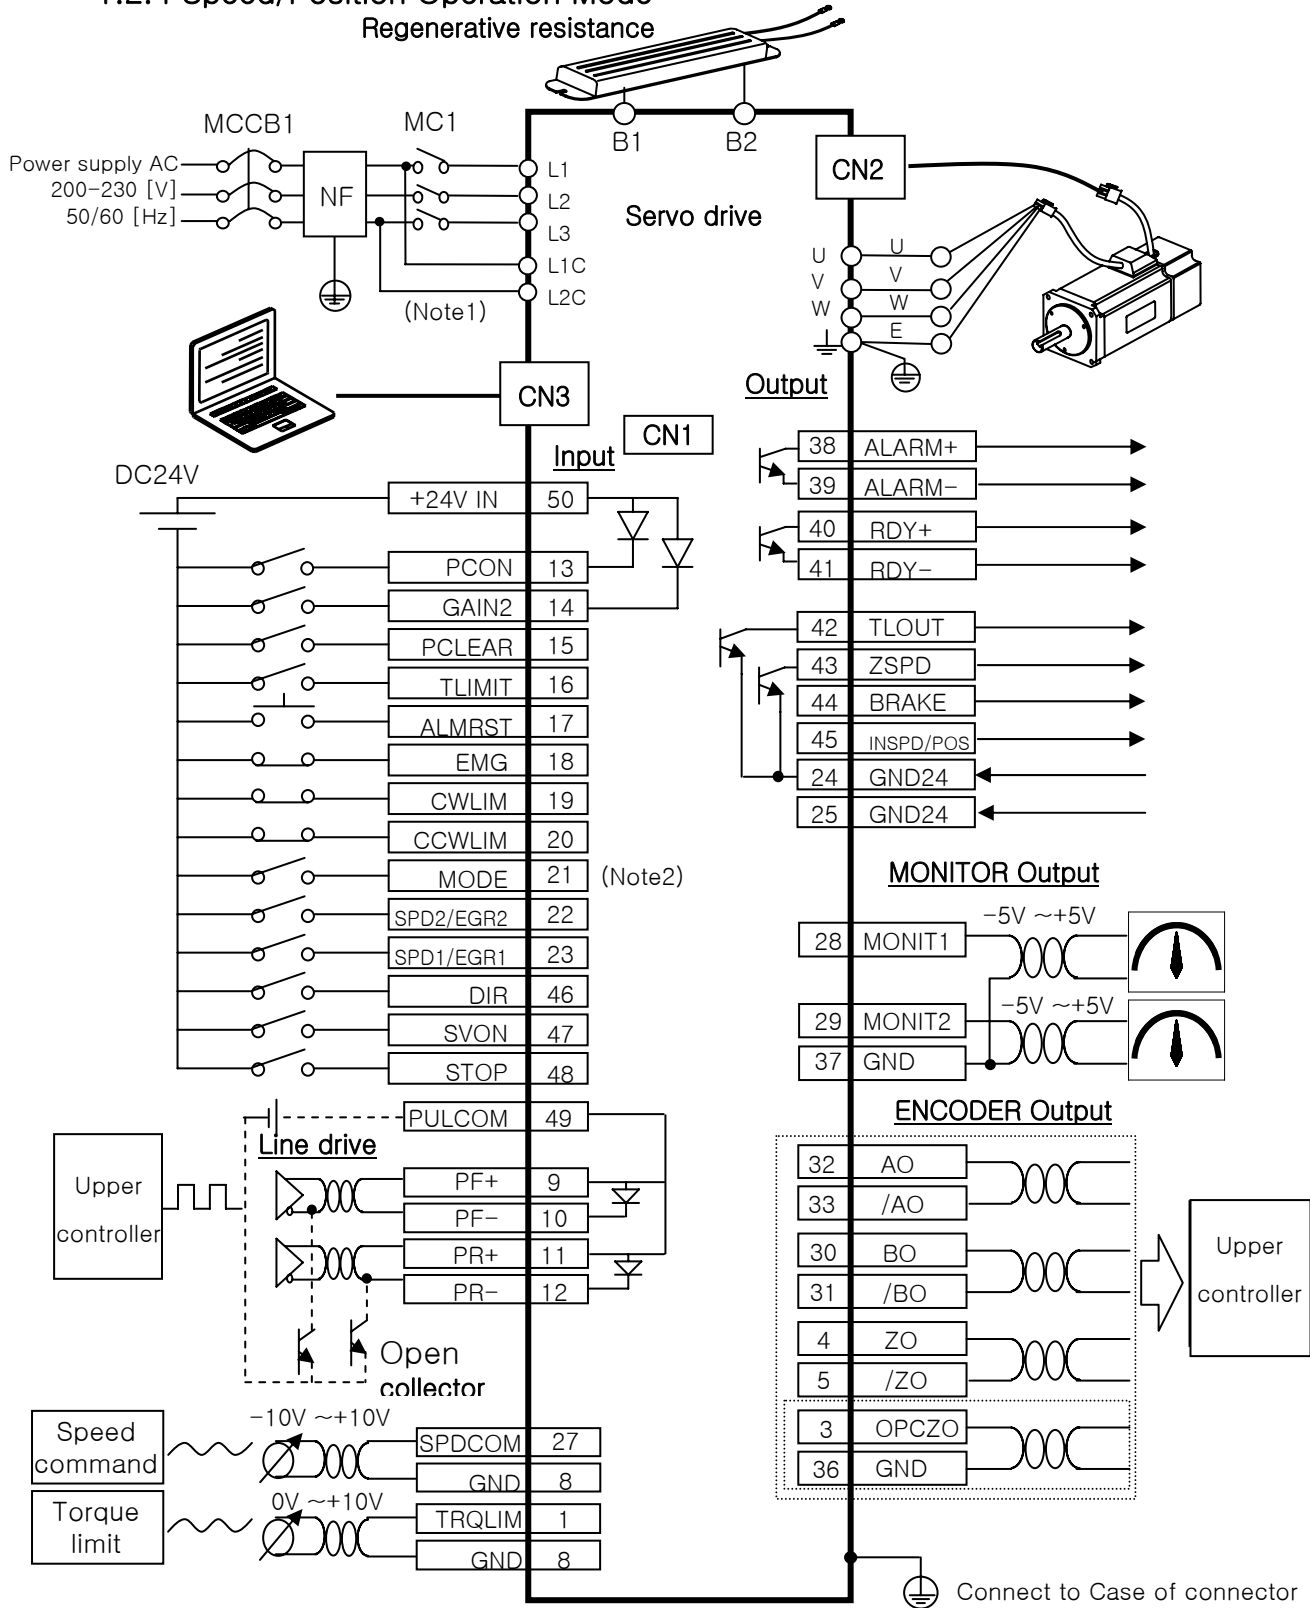 Regenerative resistance
MCCB1
MC1
B1
B2
CN2
Power supply AC
200-230 [V]
50/60 [Hz]
NF
L1
L2
L3
L1C
L2C
(Note1)
Servo drive
U
V
W
U
V
W
E
CN3
CN1
Input
Output
DC24V
+24V IN 50
PCON 13
GAIN2 14
PCLEAR 15
TLIMIT 16
ALMRST 17
EMG 18
CWLIM 19
CCWLIM 20
MODE 21 (Note2)
SPD2/EGR2 22
SPD1/EGR1 23
DIR 46
SVON 47
STOP 48
PULCOM 49
Line drive
Upper
controller
PF+ 9
PF- 10
PR+ 11
PR- 12
Open
collector
Speed
command
-10V ~+10V
SPDCOM 27
GND 8
Torque
limit
0V ~+10V
TRQLIM 1
GND 8
38 ALARM+
39 ALARM-
40 RDY+
41 RDY-
42 TLOUT
43 ZSPD
44 BRAKE
45 INSPD/POS
24 GND24
25 GND24
MONITOR Output
-5V ~+5V
28 MONIT1
-5V ~+5V
29 MONIT2
37 GND
ENCODER Output
32 AO
33 /AO
30 BO
31 /BO
4 ZO
5 /ZO
3 OPCZO
36 GND
Upper
controller
Connect to Case of connector